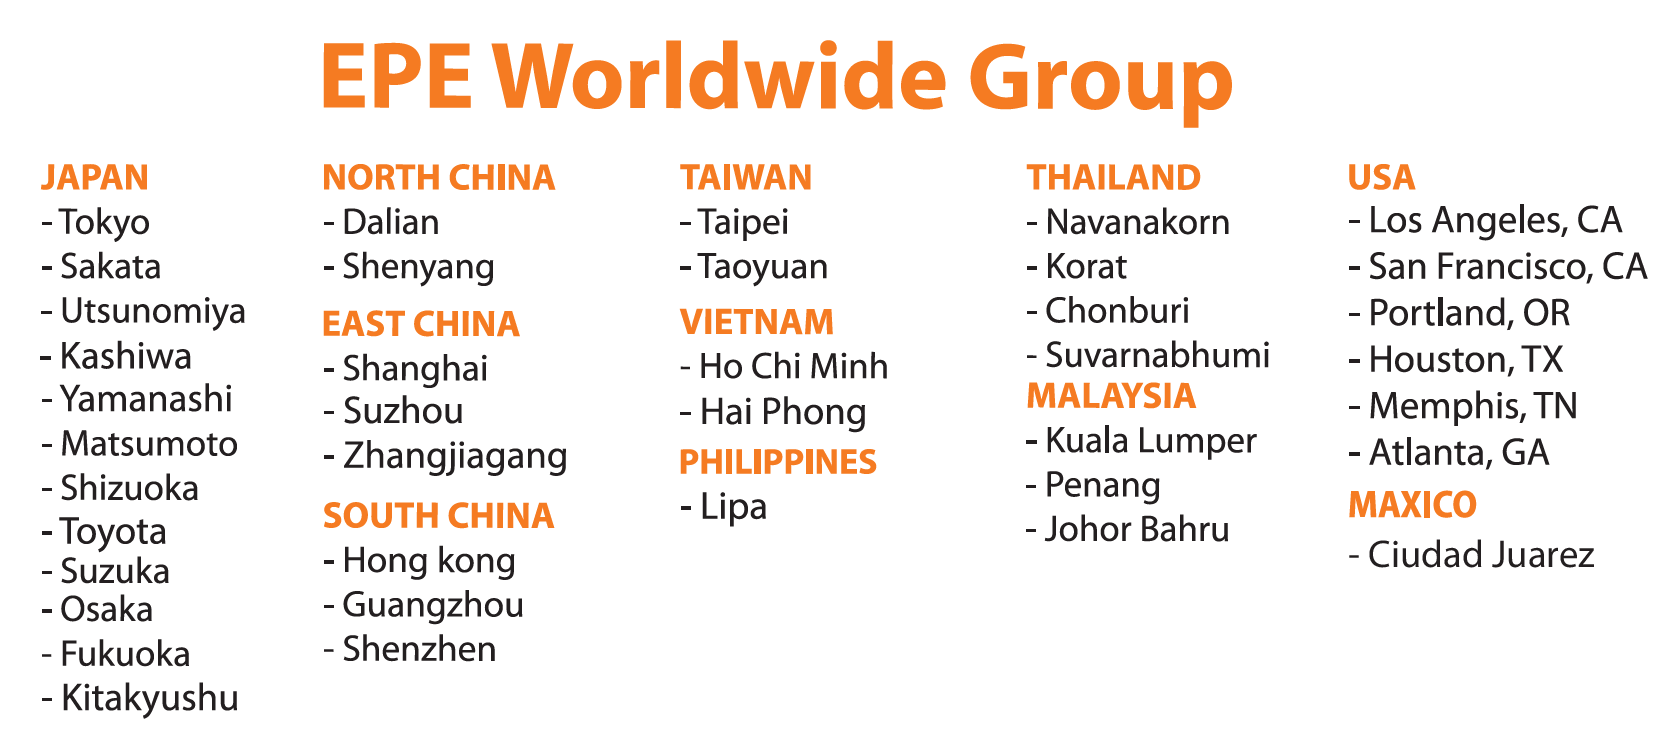 EPE Worldwide Group
JAPAN
- Tokyo
- Sakata
- Utsunomiya
- Kashiwa
- Yamanashi
- Matsumoto
- Shizuoka
- Toyota
- Suzuka
- Osaka
- Fukuoka
- Kitakyushu
NORTH CHINA
- Dalian
- Shenyang
EAST CHINA
- Shanghai
- Suzhou
- Zhangjiagang
SOUTH CHINA
- Hong kong
- Guangzhou
- Shenzhen
TAIWAN
- Taipei
- Taoyuan
VIETNAM
- Ho Chi Minh
- Hai Phong
PHILIPPINES
- Lipa
THAILAND
- Navanakorn
- Korat
- Chonburi
- Suvarnabhumi
MALAYSIA
- Kuala Lumper
- Penang
- Johor Bahru
USA
- Los Angeles, CA
- San Francisco, CA
- Portland, OR
- Houston, TX
- Memphis, TN
- Atlanta, GA
MAXICO
- Ciudad Juarez